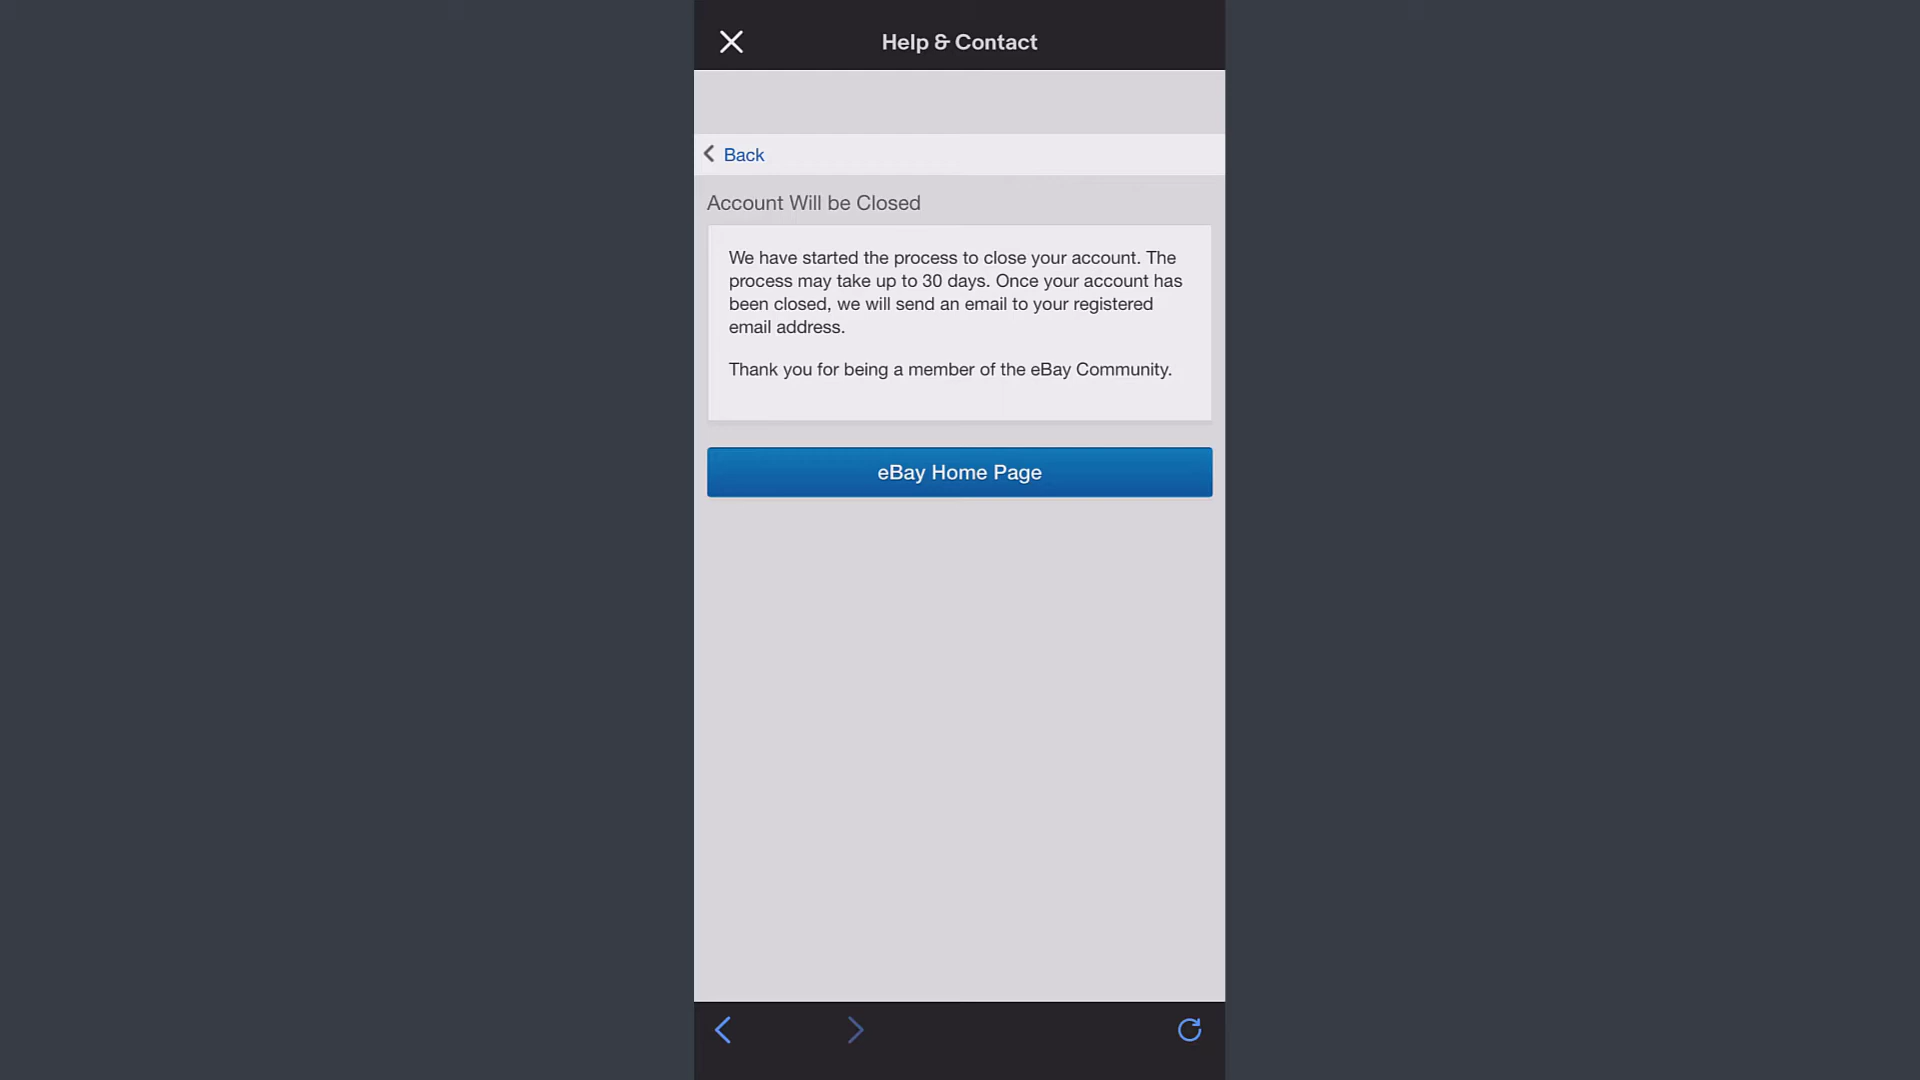 Help & Contact
Back
Account Will be Closed
We have started the process to close your account. The
process may take up to 30 days. Once your account has
been closed, we will send an email to your registered
email address.
Thank you for being a member of the eBay Community.
eBay Home Page